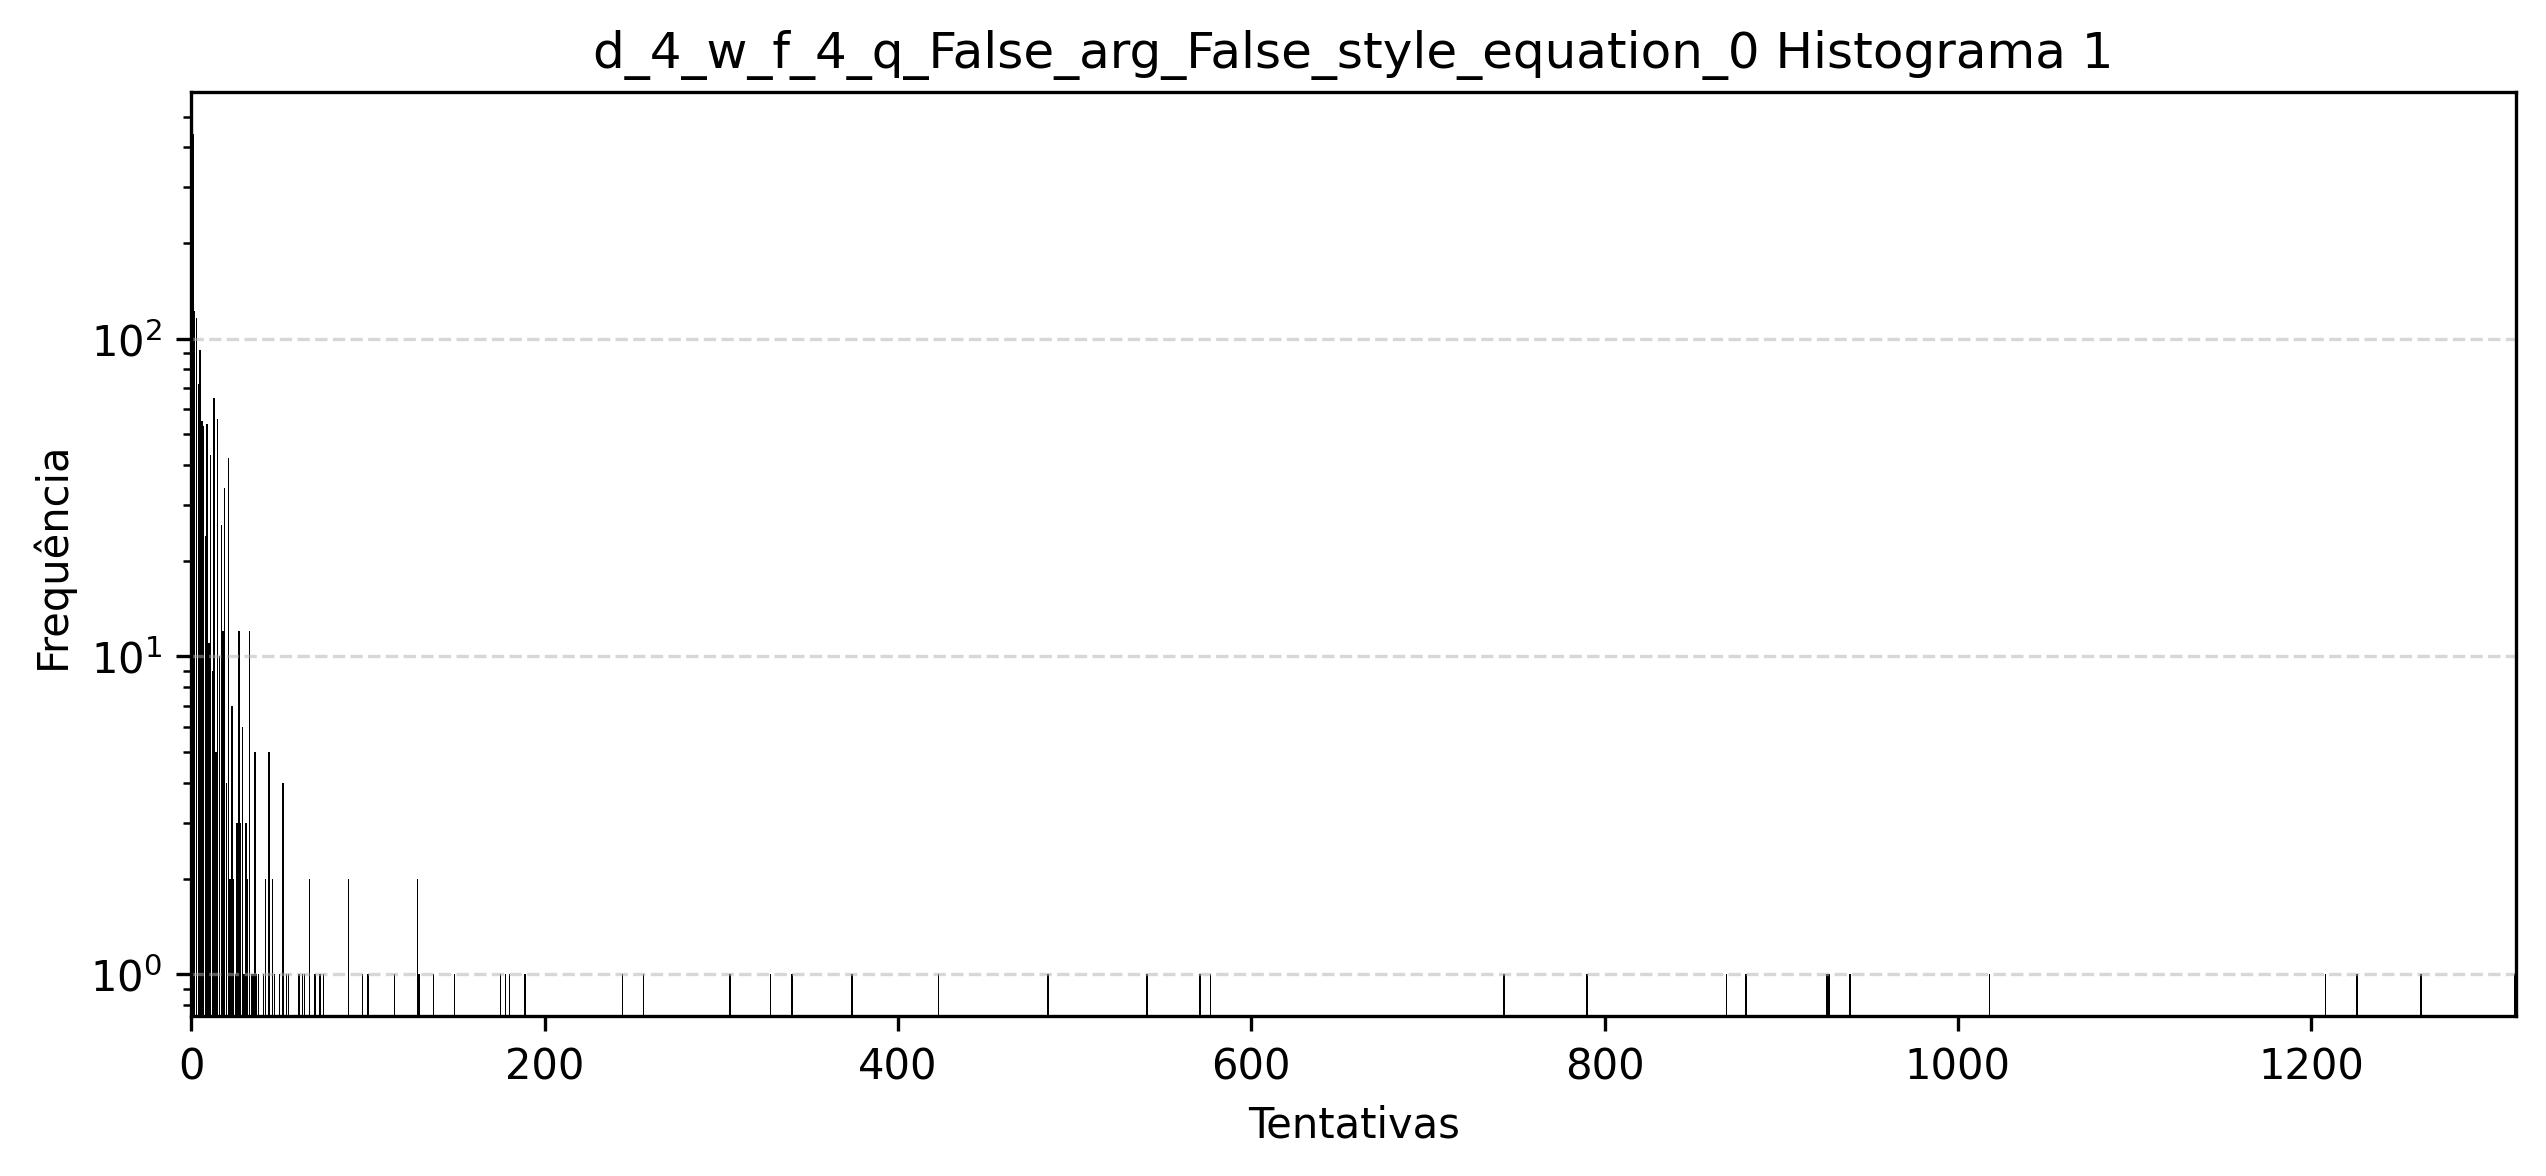 d_4_w_f_4_q_False_arg_False_style_equation_0 Histograma 1
Frequência
10²
10¹
10⁰
0 200 400 600 800 1000 1200
Tentativas